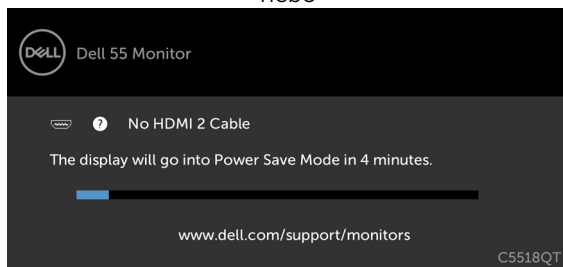 nebo
DELL
Dell 55 Monitor
? No HDMI 2 Cable
The display will go into Power Save Mode in 4 minutes.
www.dell.com/support/monitors
C5518QT